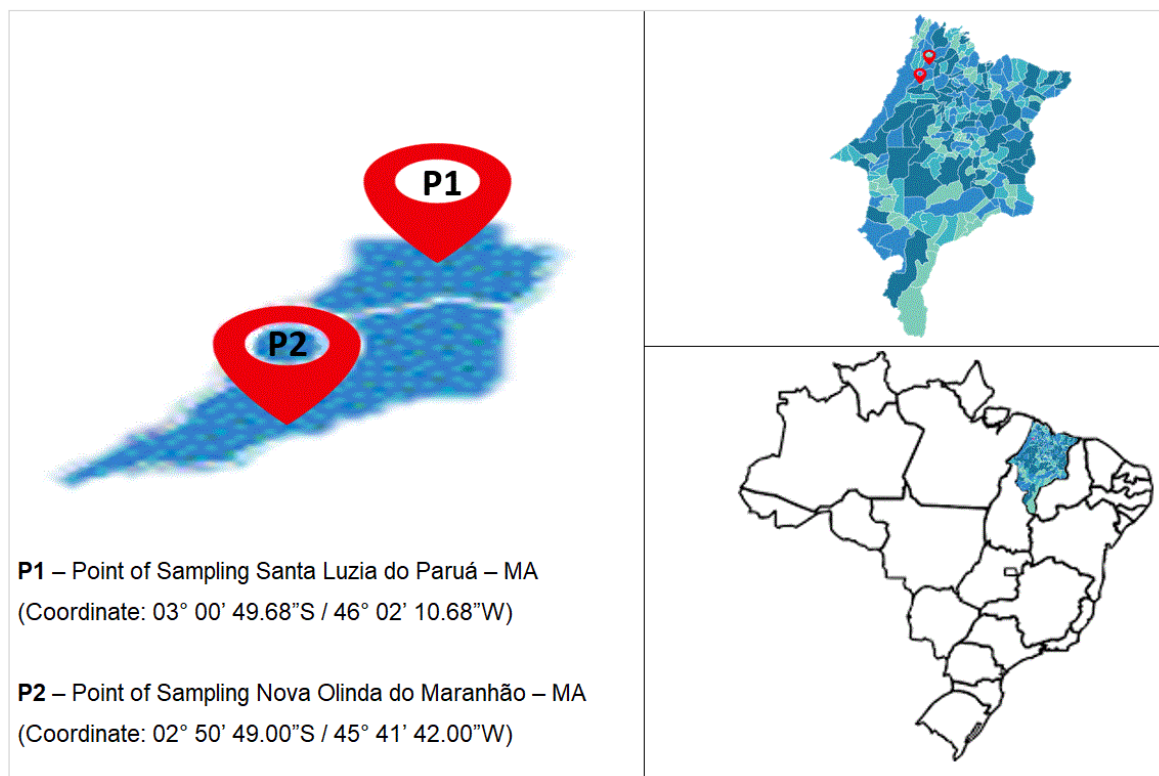 P1
P2
P1 – Point of Sampling Santa Luzia do Paruá – MA
(Coordinate: 03° 00’ 49.68”S / 46° 02’ 10.68”W)
P2 – Point of Sampling Nova Olinda do Maranhão – MA
(Coordinate: 02° 50’ 49.00”S / 45° 41’ 42.00”W)